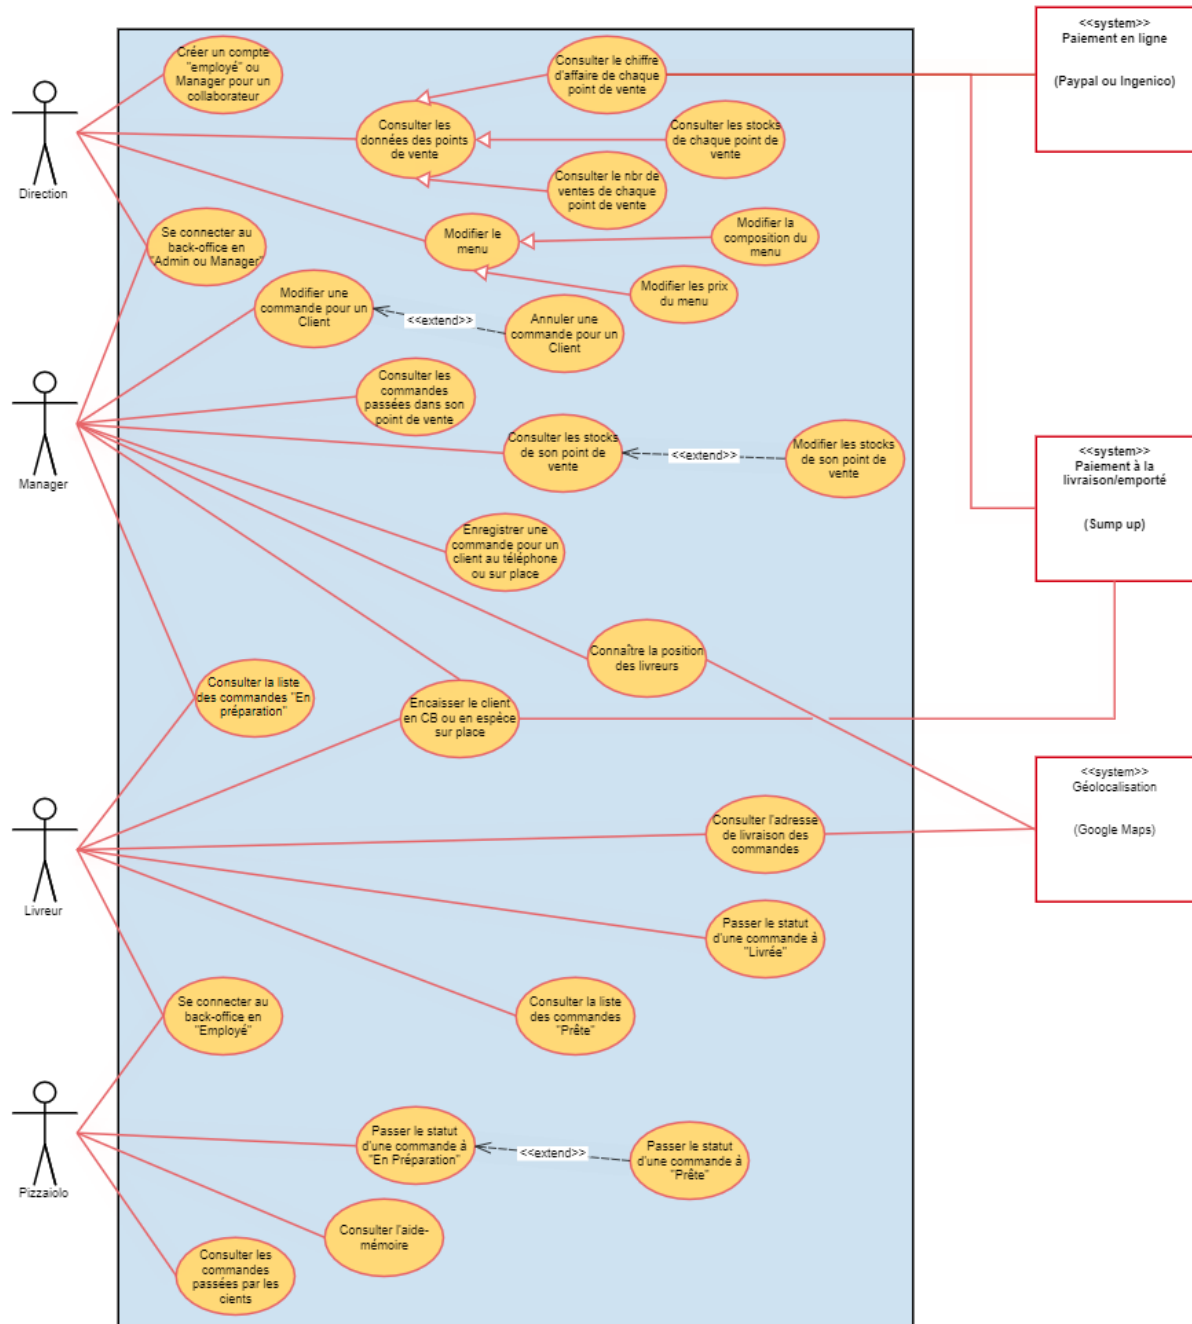 <<system>>
Paiement en ligne
(Paypal ou Ingenico)
Créer un compte
"employé" ou
Manager pour un
collaborateur
Consulter le chiffre
d'affaire de chaque
point de vente
Direction
Consulter les
données des points
de vente
Consulter les stocks
de chaque point de
vente
Consulter le nbr de
ventes de chaque
point de vente
Se connecter au
back-office en
"Admin ou Manager"
Modifier le
menu
Modifier la
composition du
menu
Modifier les prix
du menu
Modifier une
commande pour un
Client
<<extend>>
Annuler une
commande pour un
Client
Manager
Consulter les
commandes
passées dans son
point de vente
Consulter les stocks
de son point de
vente
<<extend>>
Modifier les stocks
de son point de
vente
<<system>>
Paiement à la
livraison/emporté
(Sump up)
Enregistrer une
commande pour un
client au téléphone
ou sur place
Connaître la position
des livreurs
Consulter la liste
des commandes "En
préparation"
Encaisser le client
en CB ou en espèce
sur place
<<system>>
Géolocalisation
(Google Maps)
Livreur
Consulter l'adresse
de livraison des
commandes
Passer le statut
d'une commande à
"Livrée"
Se connecter au
back-office en
"Employé"
Consulter la liste
des commandes
"Prête"
Pizzaiolo
Passer le statut
d'une commande à
"En Préparation"
<<extend>>
Passer le statut
d'une commande à
"Prête"
Consulter l'aide-
mémoire
Consulter les
commandes
passées par les
cients